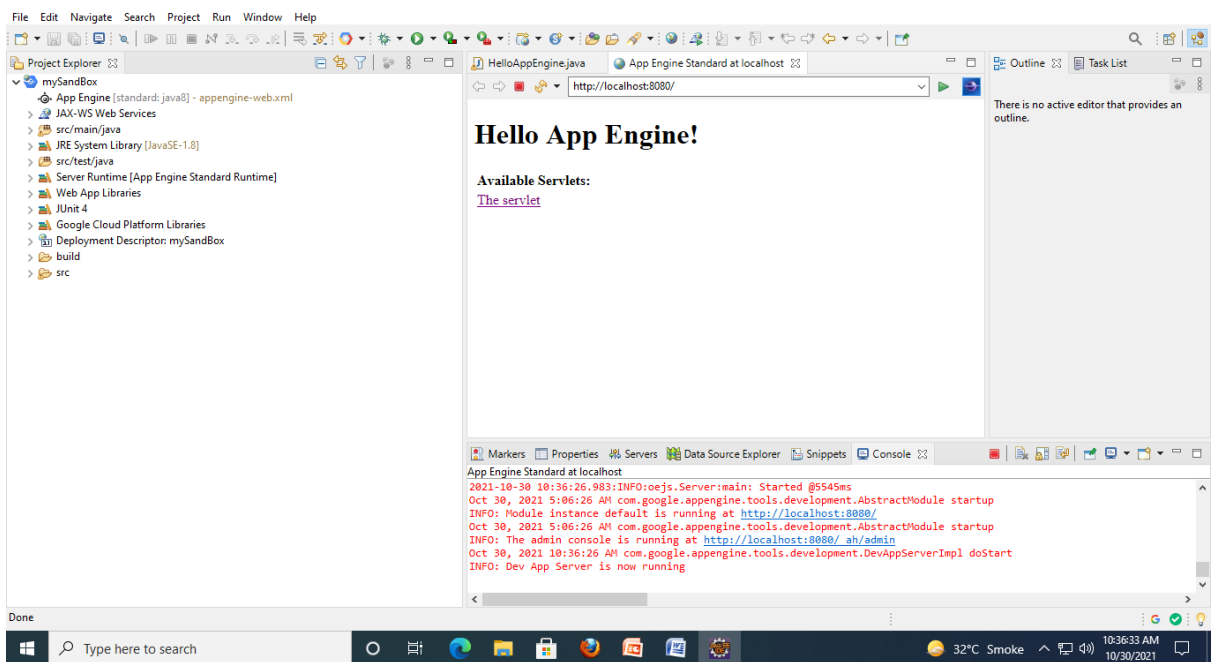 File Edit Navigate Search Project Run Window Help
Project Explorer
mySandBox
App Engine [standard: java8] - appengine-web.xml
JAX-WS Web Services
src/main/java
JRE System Library [JavaSE-1.8]
src/test/java
Server Runtime [App Engine Standard Runtime]
Web App Libraries
JUnit 4
Google Cloud Platform Libraries
Deployment Descriptor: mySandBox
build
src
HelloAppEngine.java App Engine Standard at localhost
http://localhost:8080/
Hello App Engine!
Available Servlets:
The servlet
Outline Task List
There is no active editor that provides an
outline.
Markers Properties Servers Data Source Explorer Snippets Console
App Engine Standard at localhost
2021-10-30 10:36:26.983:INFO:oejs.Server:main: Started @5545ms
Oct 30, 2021 5:06:26 AM com.google.appengine.tools.development.AbstractModule startup
INFO: Module instance default is running at http://localhost:8080/
Oct 30, 2021 5:06:26 AM com.google.appengine.tools.development.AbstractModule startup
INFO: The admin console is running at http://localhost:8080/_ah/admin
Oct 30, 2021 10:36:26 AM com.google.appengine.tools.development.DevAppServerImpl doStart
INFO: Dev App Server is now running
Done
Type here to search
32°C Smoke
10:36:33 AM
10/30/2021